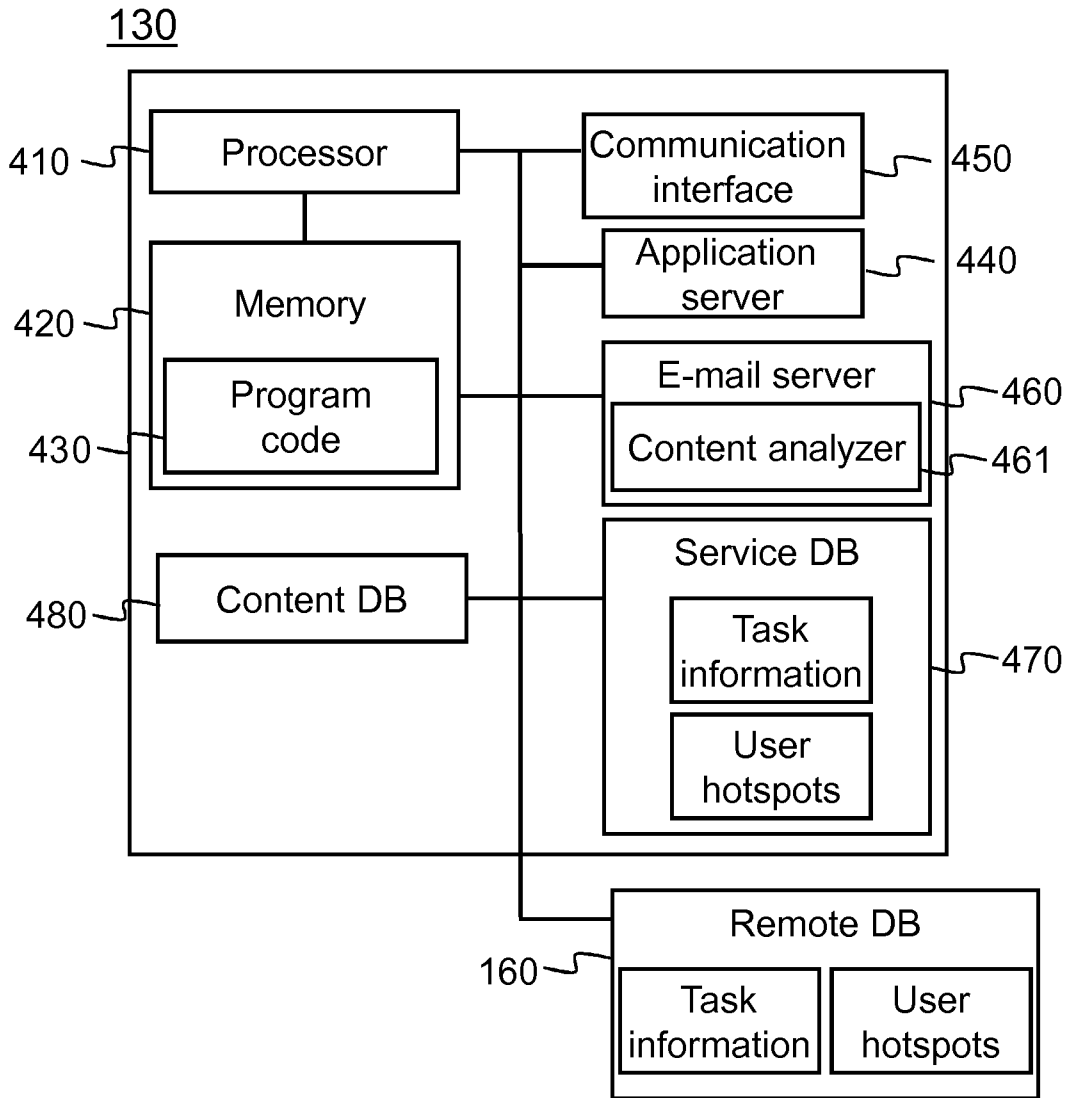 130
410
Processor
Communication
interface
450
Application
server
440
420
Memory
Program
code
430
E-mail server
460
Content analyzer
461
480
Content DB
Service DB
Task
information
User
hotspots
470
Remote DB
160
Task
information
User
hotspots